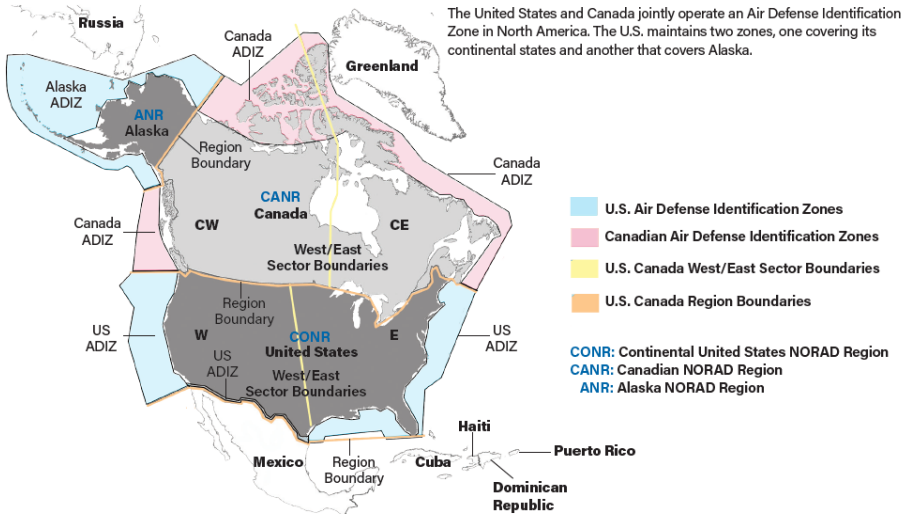 The United States and Canada jointly operate an Air Defense Identification
Zone in North America. The U.S. maintains two zones, one covering its
continental states and another that covers Alaska.
Russia
Canada
ADIZ
Greenland
Alaska
ADIZ
ANR
Alaska
Region
Boundary
Canada
ADIZ
CANR
Canada
CW
CE
Canada
ADIZ
West/East
Sector Boundaries
Region
Boundary
US
ADIZ
W
CONR
United States
E
US
ADIZ
US
ADIZ
West/East
Sector Boundaries
Mexico
Region
Boundary
Cuba
Haiti
Puerto Rico
Dominican
Republic
U.S. Air Defense Identification Zones
Canadian Air Defense Identification Zones
U.S. Canada West/East Sector Boundaries
U.S. Canada Region Boundaries
CONR: Continental United States NORAD Region
CANR: Canadian NORAD Region
ANR: Alaska NORAD Region